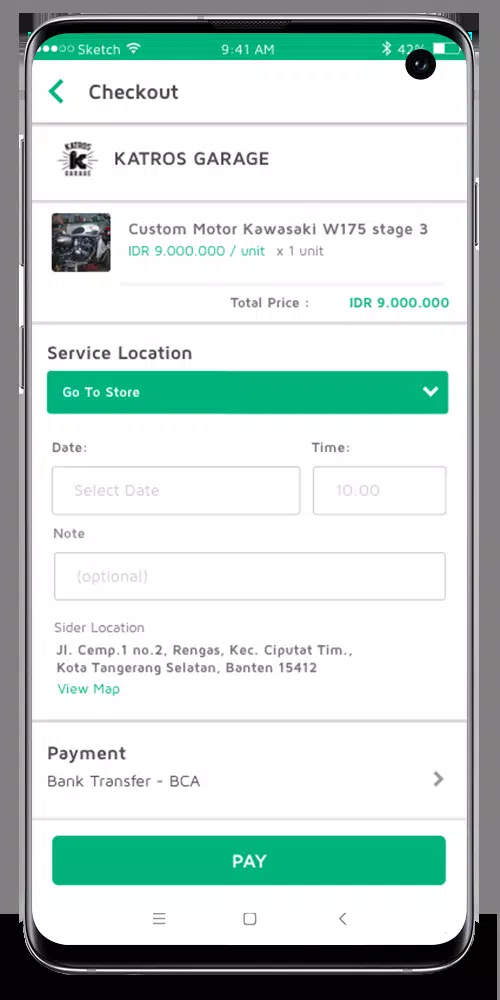 Sketch 9:41 AM 42%
Checkout
KATROS
K
GARAGE
KATROS GARAGE
Custom Motor Kawasaki W175 stage 3
IDR 9.000.000 / unit x 1 unit
Total Price : IDR 9.000.000
Service Location
Go To Store
Date: Time:
Select Date 10.00
Note
(optional)
Sider Location
Jl. Cemp.1 no.2, Rengas, Kec. Ciputat Tim.,
Kota Tangerang Selatan, Banten 15412
View Map
Payment
Bank Transfer - BCA
PAY